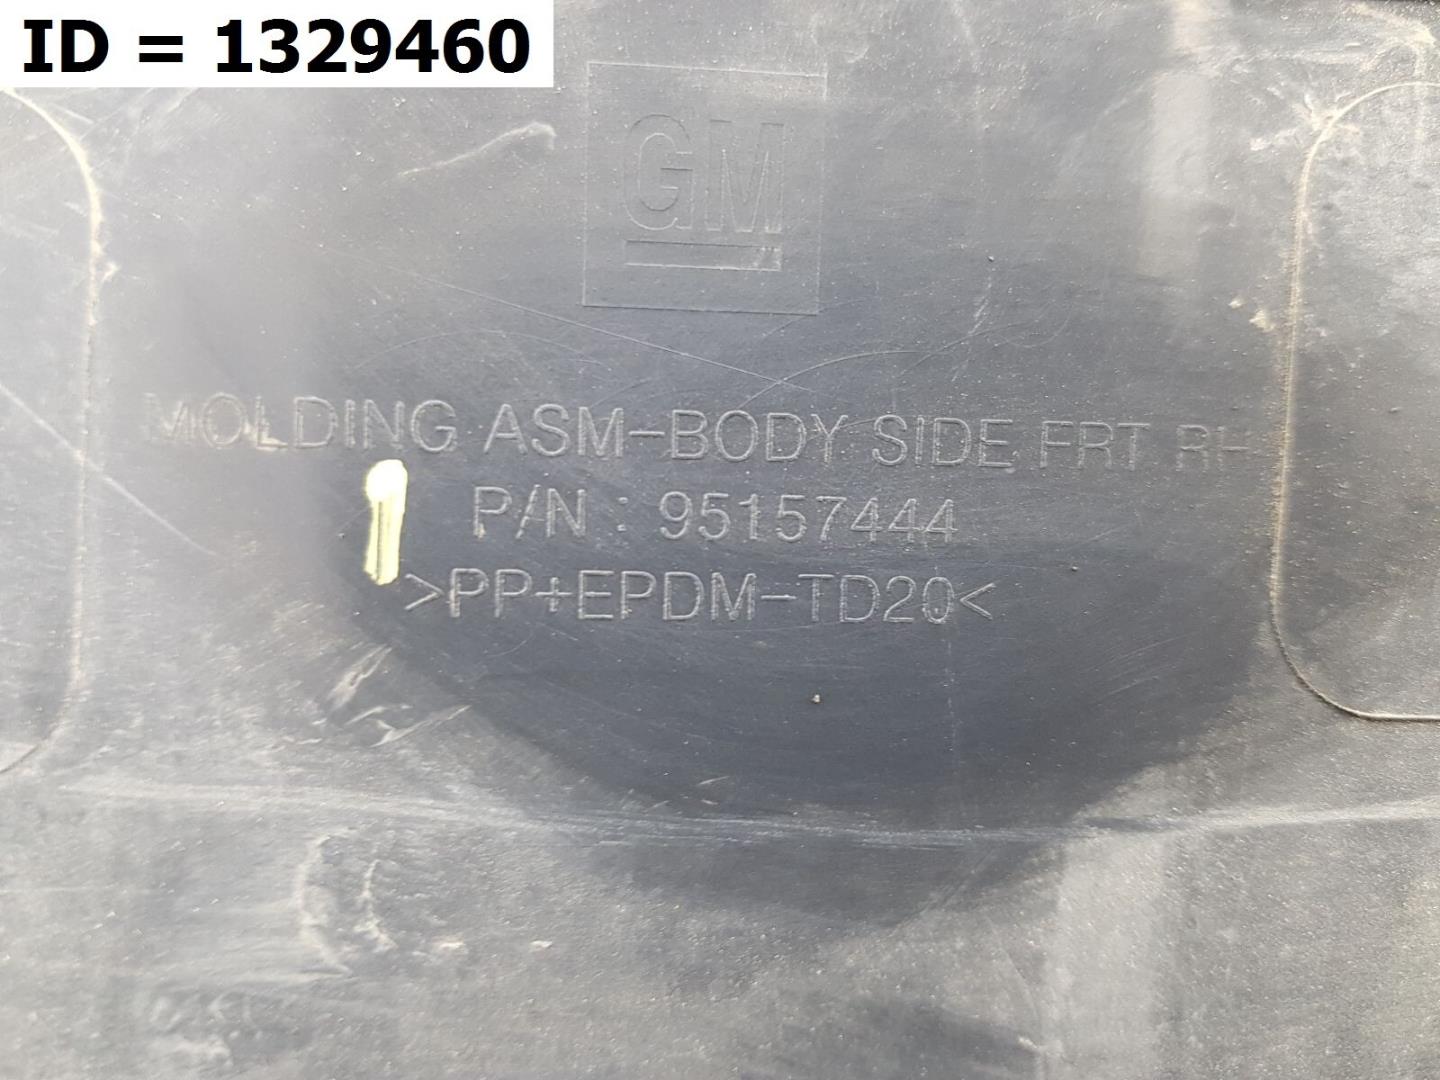 ID = 1329460
GM
MOLDING ASM-BODY SIDE FRT RH
P/N : 95157444
>PP+EPDM-TD20<